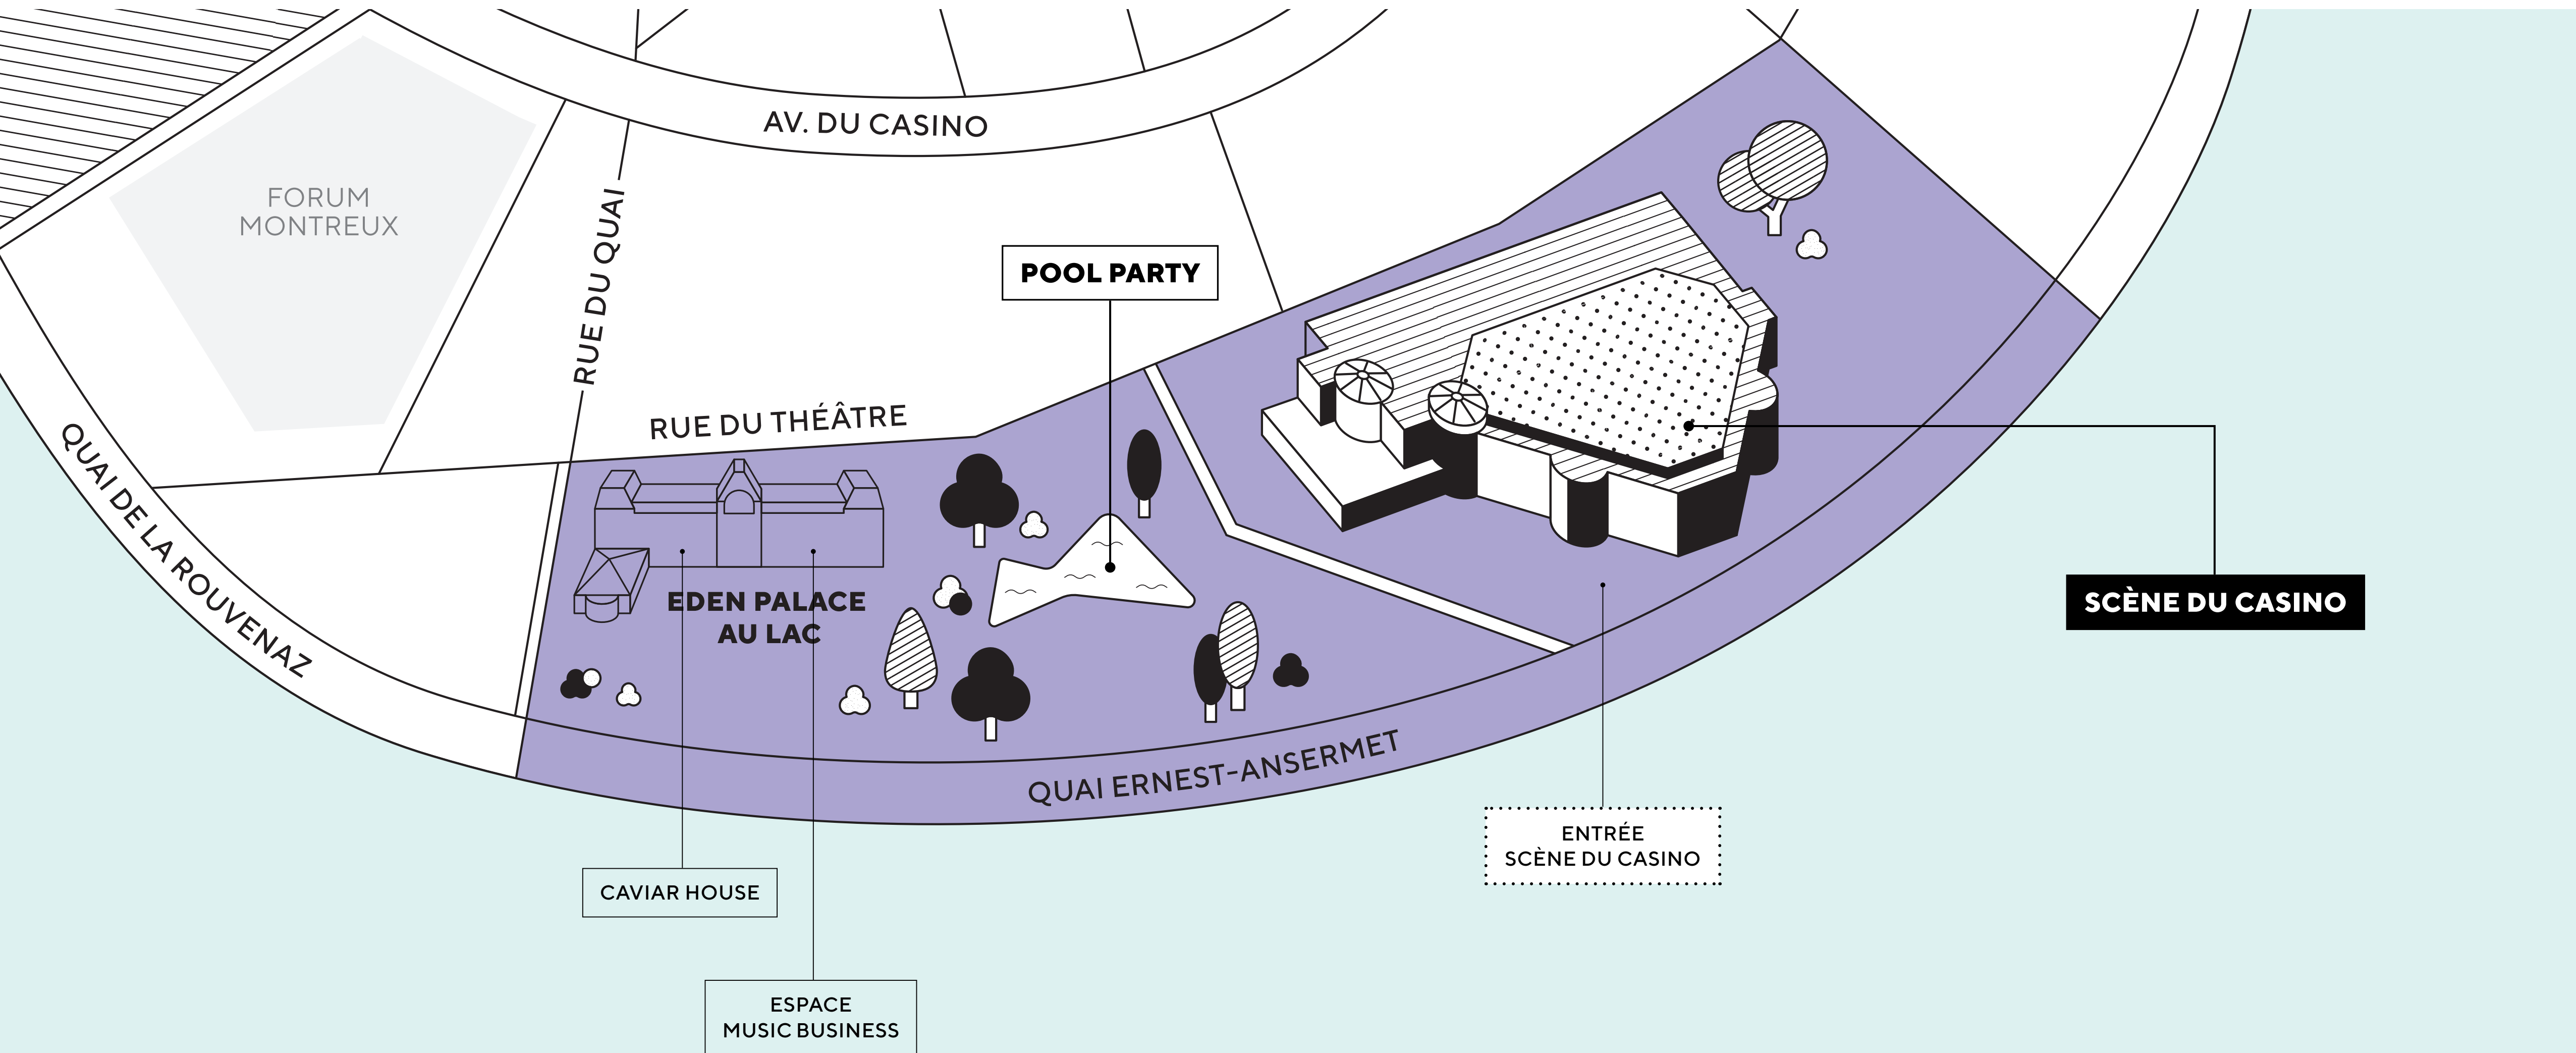 AV. DU CASINO
FORUM
MONTREUX
RUE DU QUAI
POOL PARTY
RUE DU THÉÂTRE
QUAI DE LA ROUVENAZ
EDEN PALACE
AU LAC
SCÈNE DU CASINO
QUAI ERNEST-ANSERMET
ENTRÉE
SCÈNE DU CASINO
CAVIAR HOUSE
ESPACE
MUSIC BUSINESS